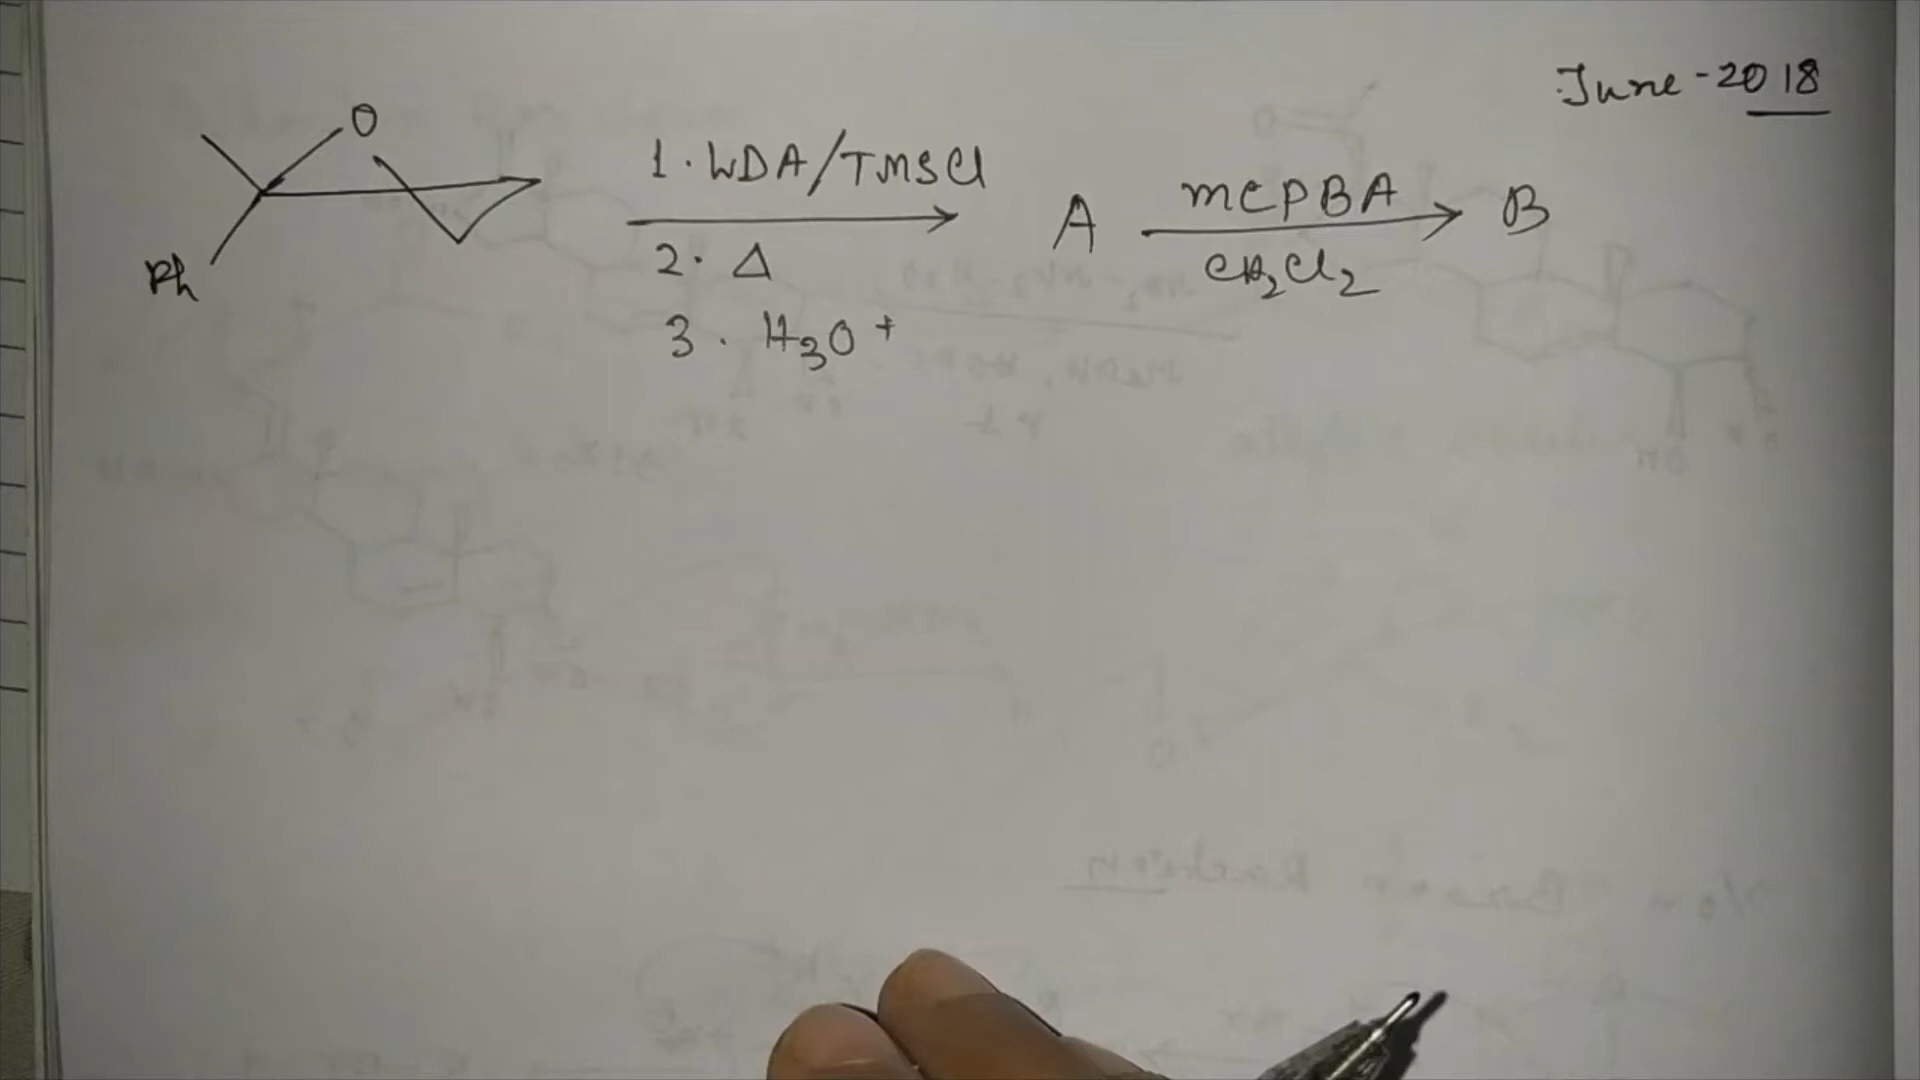 June-2018
O
Ph
1. LDA/TMSCl
2. Δ
3. H3O+
A
mCPBA
CH2Cl2
B